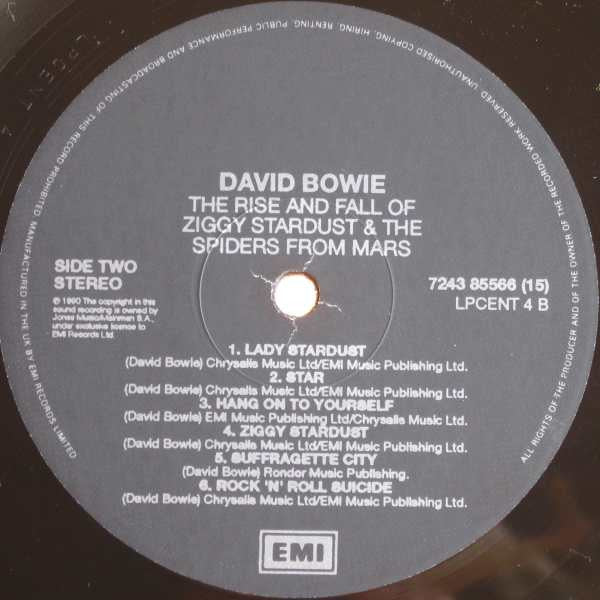 DAVID BOWIE
THE RISE AND FALL OF
ZIGGY STARDUST & THE
SPIDERS FROM MARS
SIDE TWO
STEREO
℗ 1990 The copyright in this
sound recording is owned by
Jones Music/Mainman S.A.,
under exclusive licence to
EMI Records Ltd.
7243 85566 (15)
LPCENT 4 B
1. LADY STARDUST
(David Bowie) Chrysalis Music Ltd/EMI Music Publishing Ltd.
2. STAR
(David Bowie) Chrysalis Music Ltd/EMI Music Publishing Ltd.
3. HANG ON TO YOURSELF
(David Bowie) EMI Music Publishing Ltd/Chrysalis Music Ltd.
4. ZIGGY STARDUST
(David Bowie) Chrysalis Music Ltd/EMI Music Publishing Ltd.
5. SUFFRAGETTE CITY
(David Bowie) Rondor Music Publishing.
6. ROCK 'N' ROLL SUICIDE
(David Bowie) Chrysalis Music Ltd/EMI Music Publishing Ltd.
EMI
ALL RIGHTS OF THE PRODUCER AND OF THE OWNER OF THE RECORDED WORK RESERVED. UNAUTHORISED COPYING, HIRING, RENTING, PUBLIC PERFORMANCE AND BROADCASTING OF THIS RECORD PROHIBITED. MANUFACTURED IN THE U.K. BY EMI RECORDS LIMITED
LPCENT 4